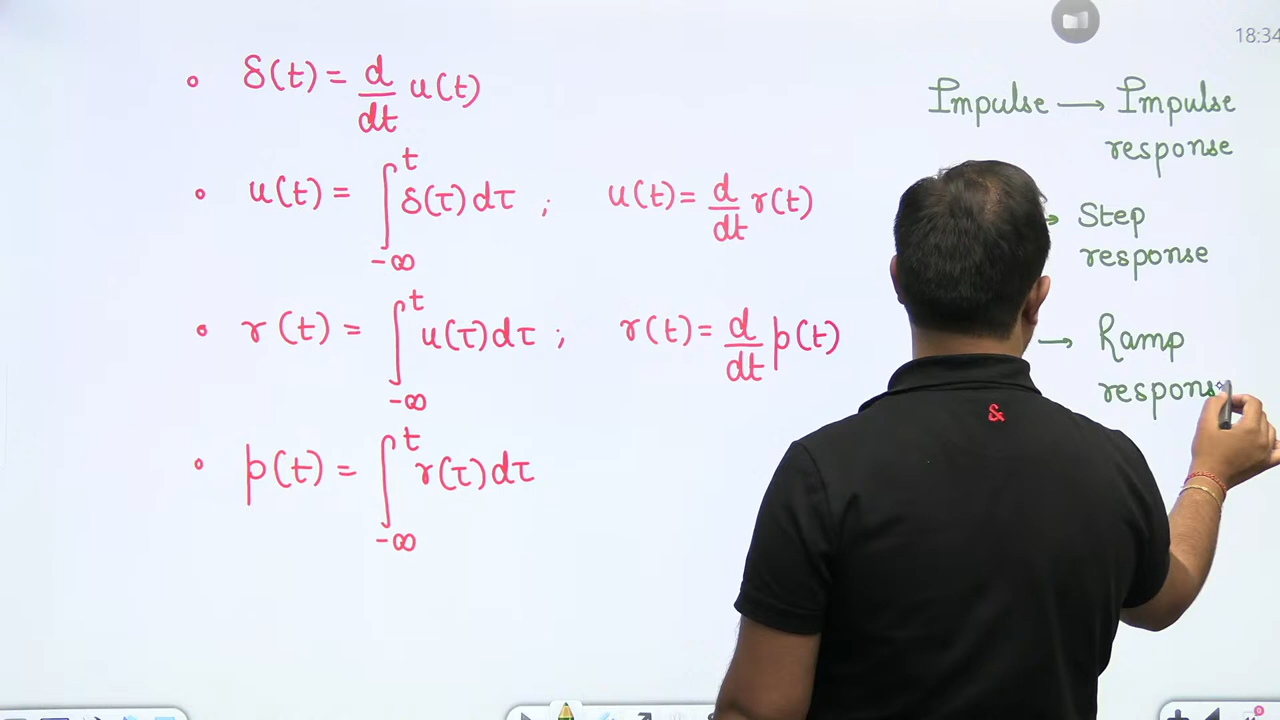 18:34
• δ(t) = d/dt u(t)
• u(t) = ∫_{-∞}^{t} δ(τ)dτ ; u(t) = d/dt r(t)
• r(t) = ∫_{-∞}^{t} u(τ)dτ ; r(t) = d/dt p(t)
• p(t) = ∫_{-∞}^{t} r(τ)dτ
Impulse → Impulse
response
→ Step
response
→ Ramp
respons
&